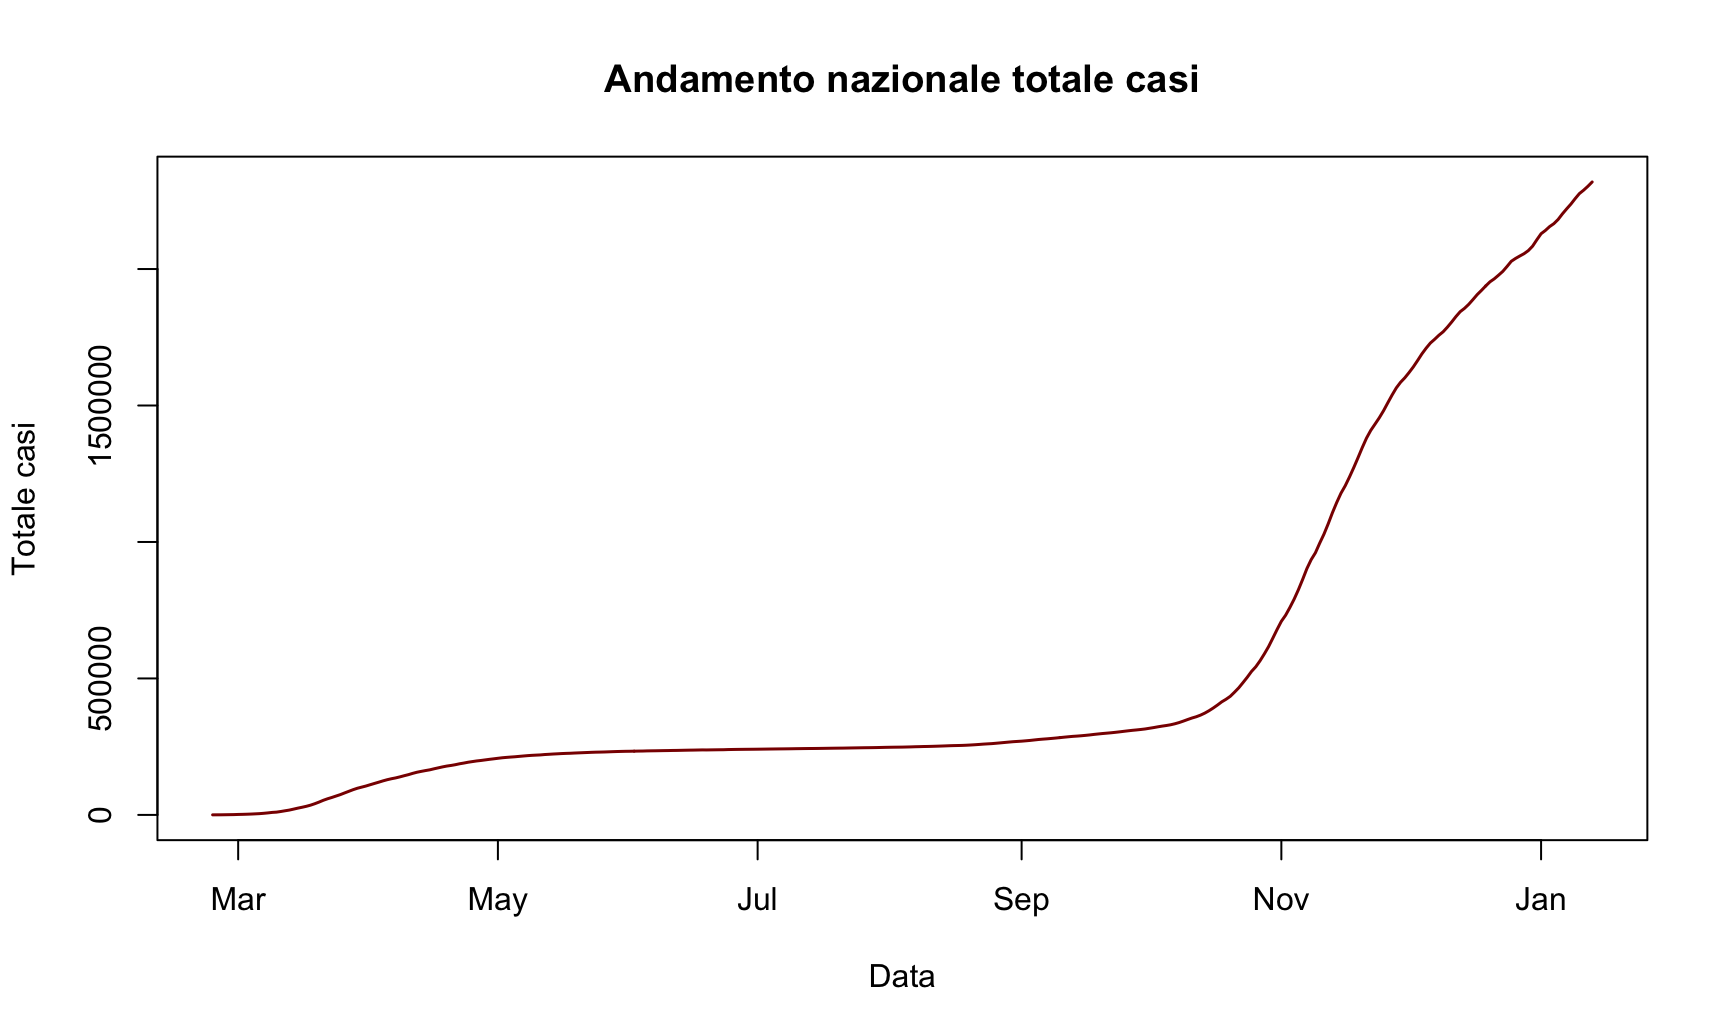 Andamento nazionale totale casi
Totale casi
1500000
500000
0
Mar May Jul Sep Nov Jan
Data